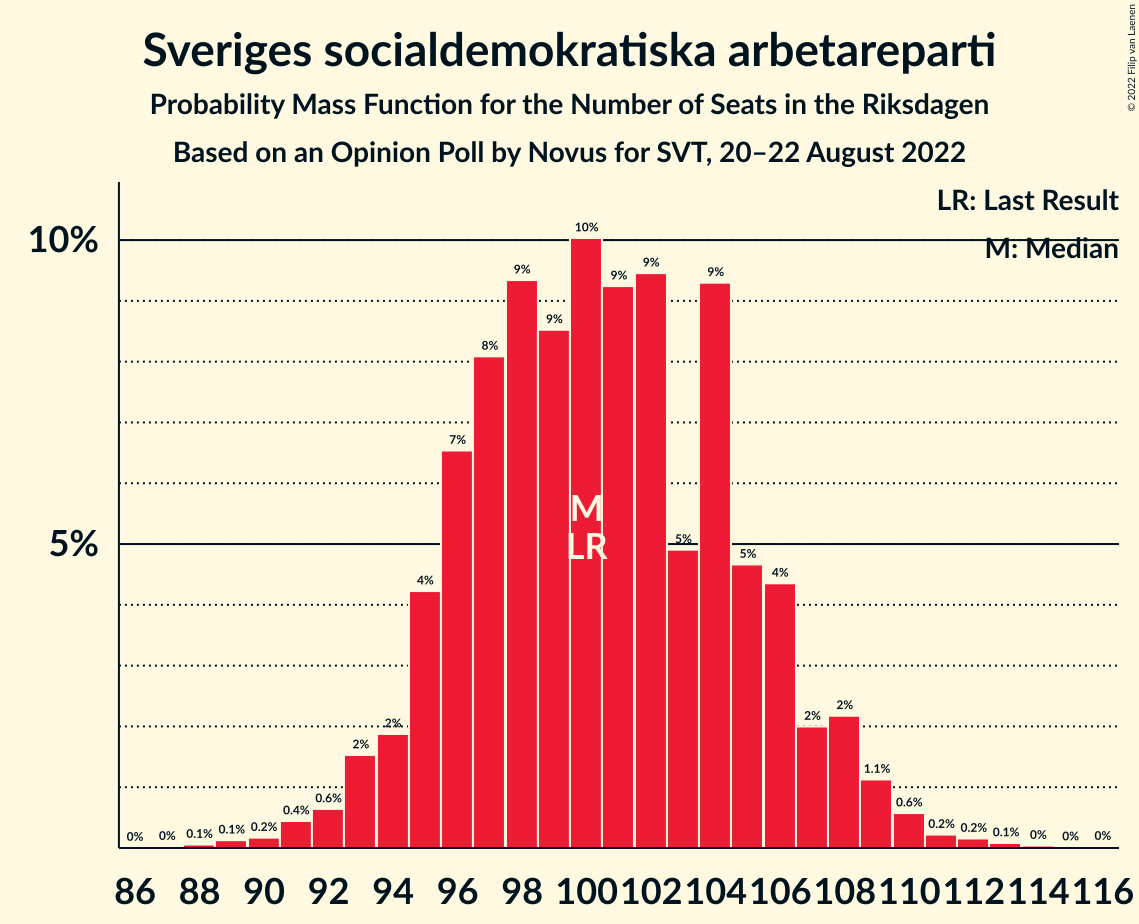 Sveriges socialdemokratiska arbetareparti
Probability Mass Function for the Number of Seats in the Riksdagen
Based on an Opinion Poll by Novus for SVT, 20–22 August 2022
© 2022 Filip van Laenen
LR: Last Result
M: Median
10%
5%
0% 0% 0.1% 0.1% 0.2% 0.4% 0.6% 2% 2% 4% 7% 8% 9% 9% 10% 9% 9% 5% 9% 5% 4% 2% 2% 1.1% 0.6% 0.2% 0.2% 0.1% 0% 0% 0%
M
LR
86 88 90 92 94 96 98 100 102 104 106 108 110 112 114 116